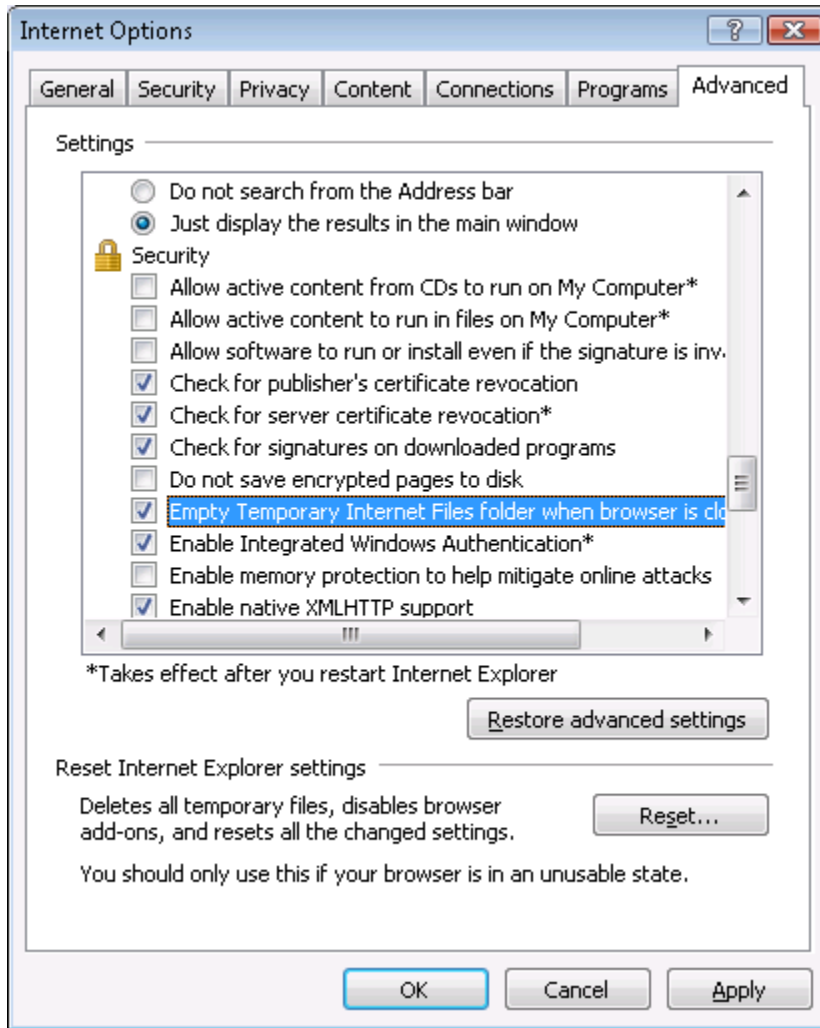 Internet Options
General Security Privacy Content Connections Programs Advanced
Settings
Do not search from the Address bar
Just display the results in the main window
Security
Allow active content from CDs to run on My Computer*
Allow active content to run in files on My Computer*
Allow software to run or install even if the signature is inv
Check for publisher's certificate revocation
Check for server certificate revocation*
Check for signatures on downloaded programs
Do not save encrypted pages to disk
Empty Temporary Internet Files folder when browser is clo
Enable Integrated Windows Authentication*
Enable memory protection to help mitigate online attacks
Enable native XMLHTTP support
*Takes effect after you restart Internet Explorer
Restore advanced settings
Reset Internet Explorer settings
Deletes all temporary files, disables browser
add-ons, and resets all the changed settings.
Reset...
You should only use this if your browser is in an unusable state.
OK Cancel Apply